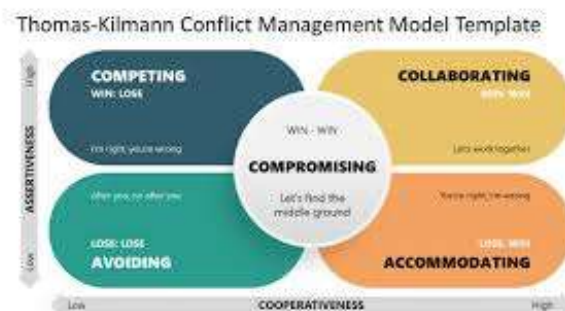 Thomas-Kilmann Conflict Management Model Template
High
ASSERTIVENESS
Low
COMPETING
WIN: LOSE
I'm right, you're wrong
COLLABORATING
WIN: WIN
Let's work together
WIN - WIN
COMPROMISING
Let's find the
middle ground
after you, no after you
LOSE: LOSE
AVOIDING
You're right, I'm wrong
LOSE: WIN
ACCOMMODATING
Low
COOPERATIVENESS
High